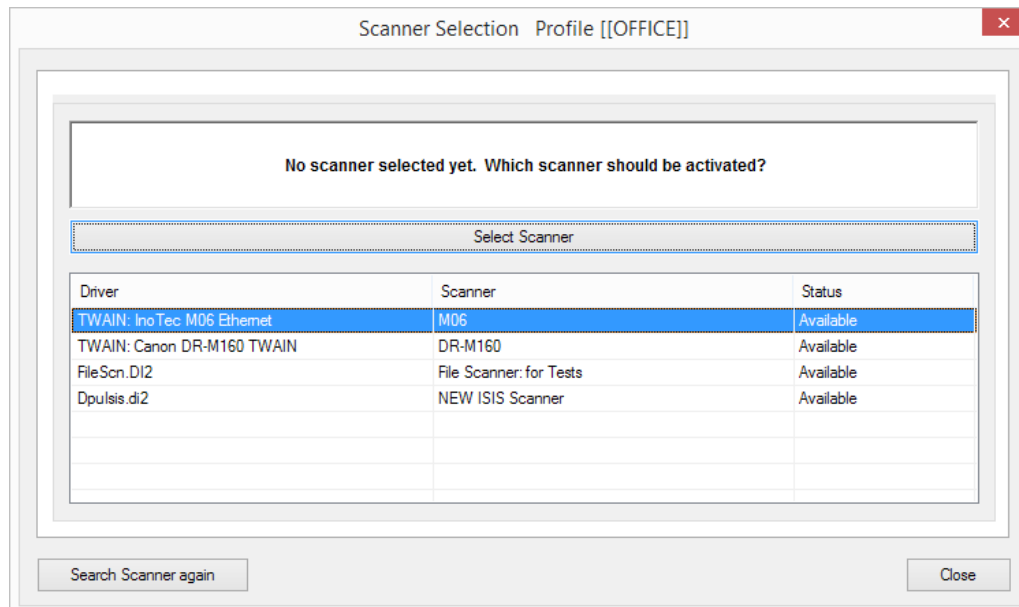 Scanner Selection Profile [[OFFICE]]
No scanner selected yet. Which scanner should be activated?
Select Scanner
Driver Scanner Status
TWAIN: InoTec M06 Ethernet M06 Available
TWAIN: Canon DR-M160 TWAIN DR-M160 Available
FileScn.DI2 File Scanner: for Tests Available
Dpulsis.di2 NEW ISIS Scanner Available
Search Scanner again Close